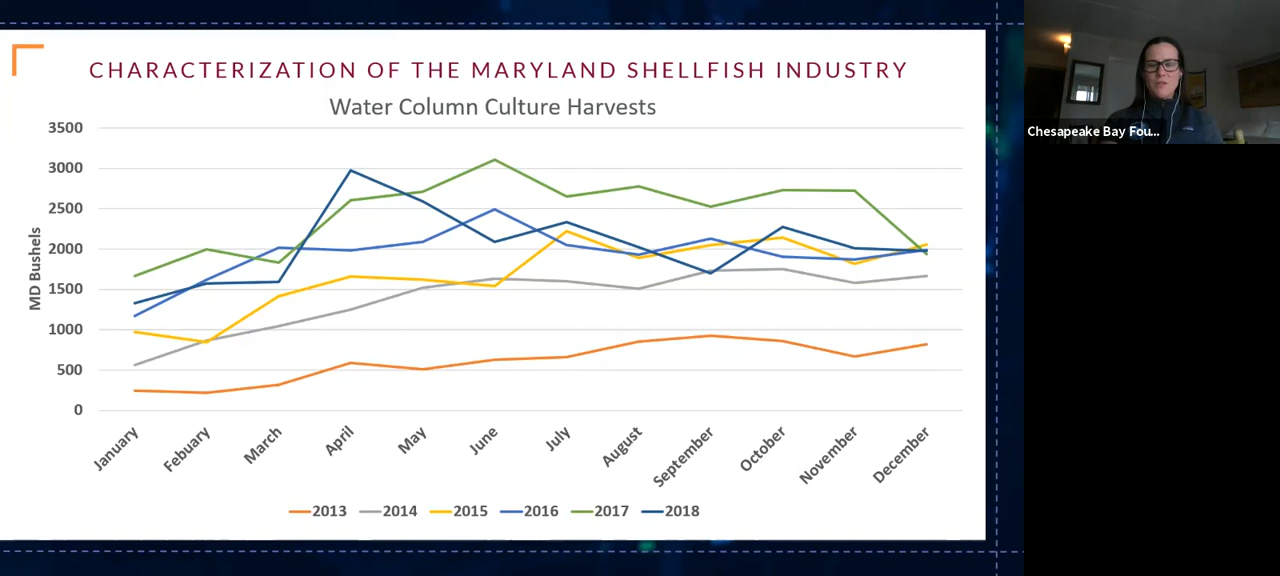 CHARACTERIZATION OF THE MARYLAND SHELLFISH INDUSTRY
Water Column Culture Harvests
MD Bushels
3500
3000
2500
2000
1500
1000
500
0
January
Febuary
March
April
May
June
July
August
September
October
November
December
2013 2014 2015 2016 2017 2018
Chesapeake Bay Fou...